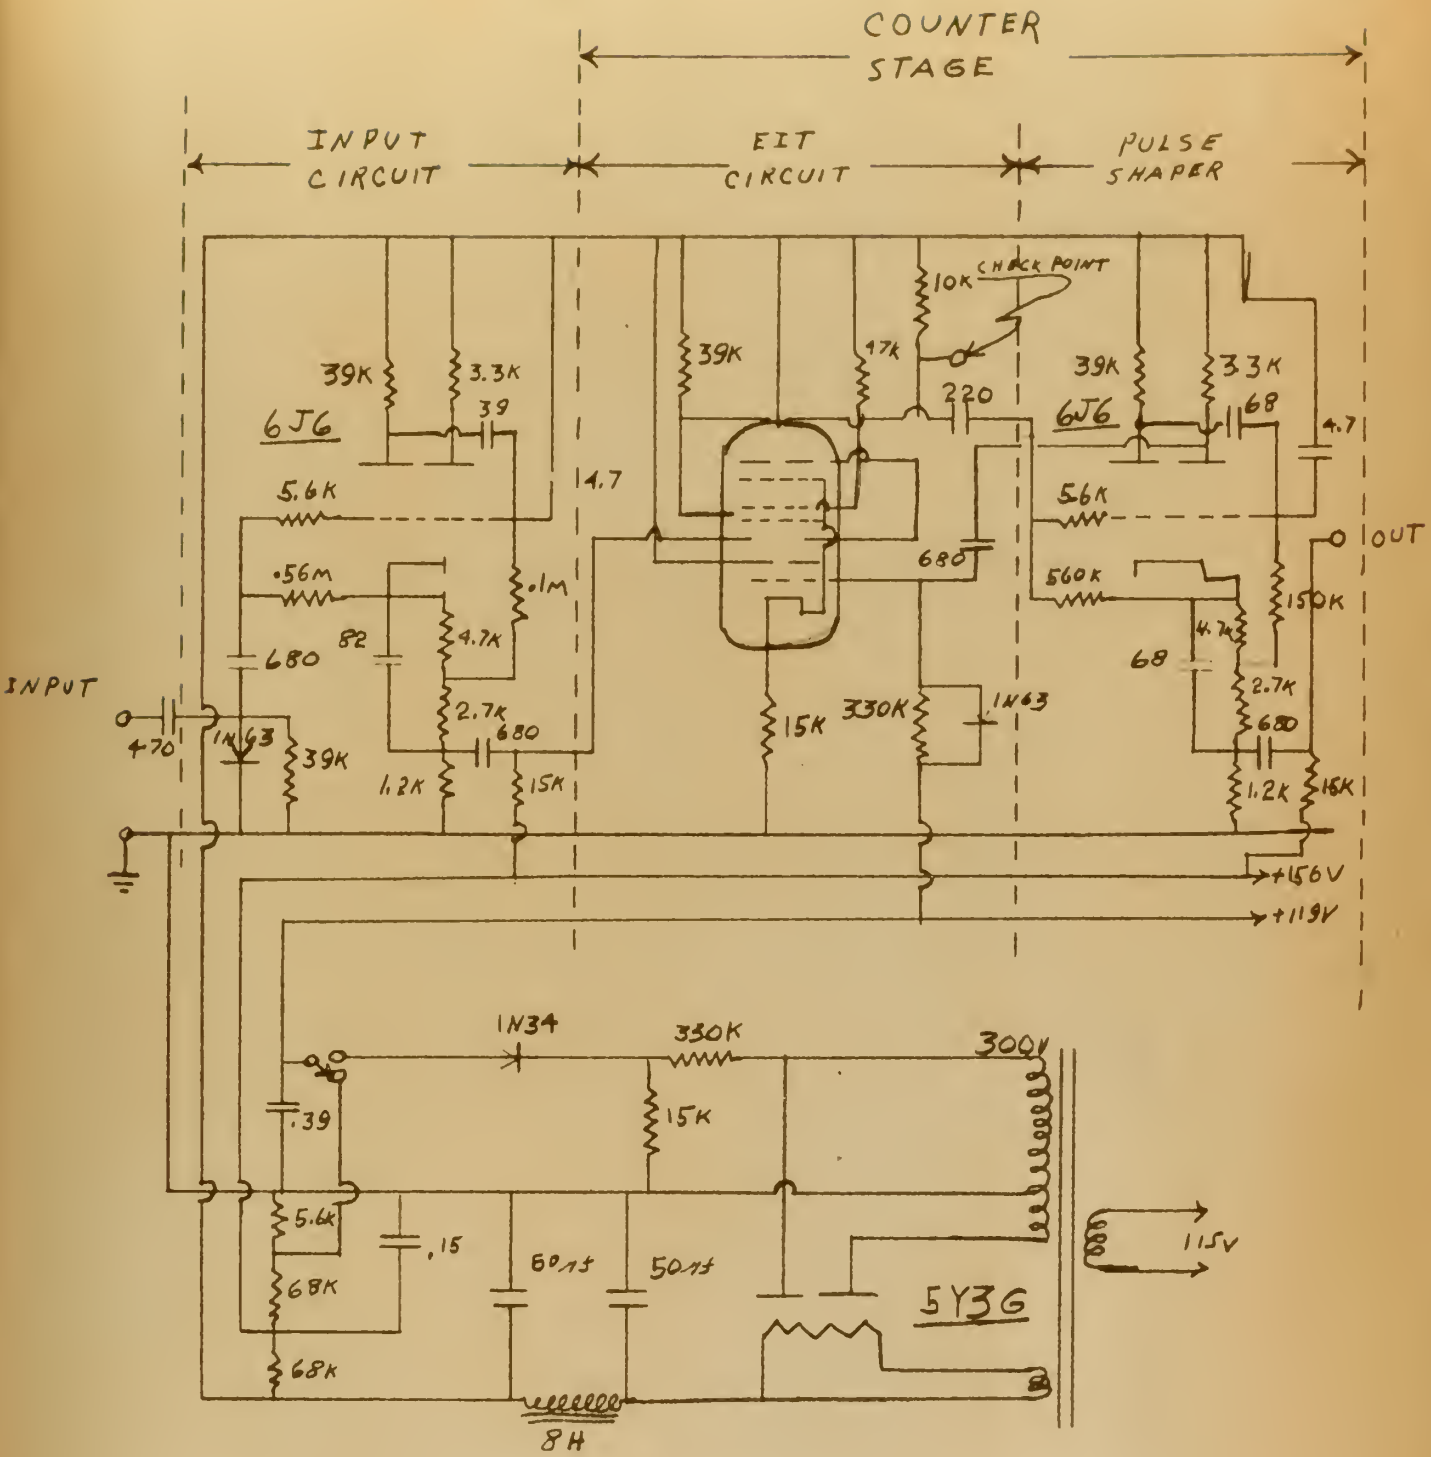 COUNTER
STAGE
INPUT
CIRCUIT
EIT
CIRCUIT
PULSE
SHAPER
10K
CHECK POINT
39K
3.3K
39
6J6
39K
47K
220
39K
3.3K
68
6J6
4.7
5.6K
4.7
5.6K
680
OUT
.56M
.1M
560K
150K
82
4.7K
4.7K
68
680
INPUT
2.7K
2.7K
470
1N63
39K
680
15K
330K
1N63
680
1.2K
15K
1.2K
15K
+156V
+119V
1N34
330K
300V
.39
15K
5.6K
.15
115V
68K
50
5Y3G
68K
8H